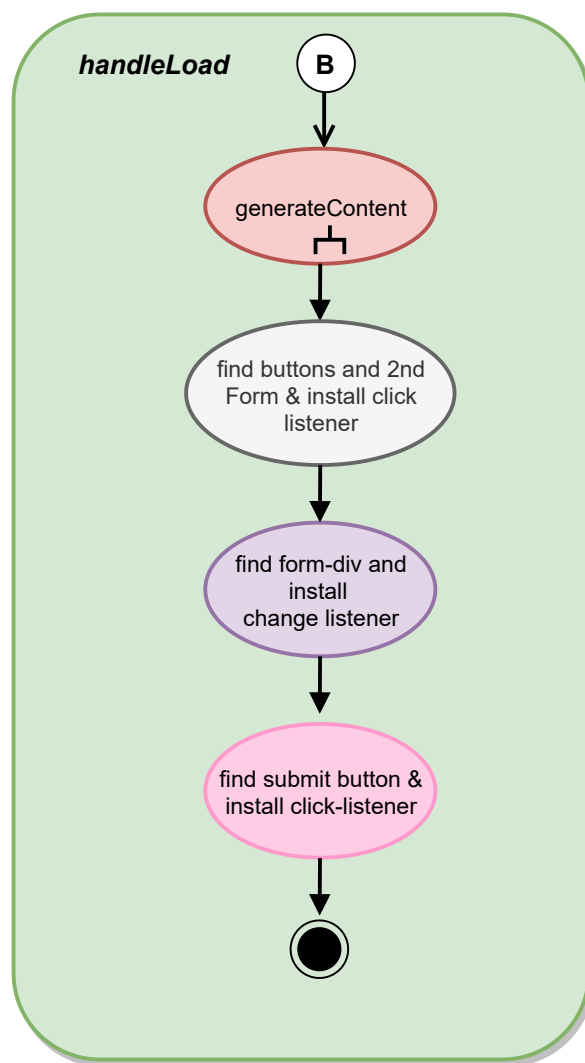 handleLoad
B
generateContent
find buttons and 2nd
Form & install click
listener
find form-div and
install
change listener
find submit button &
install click-listener